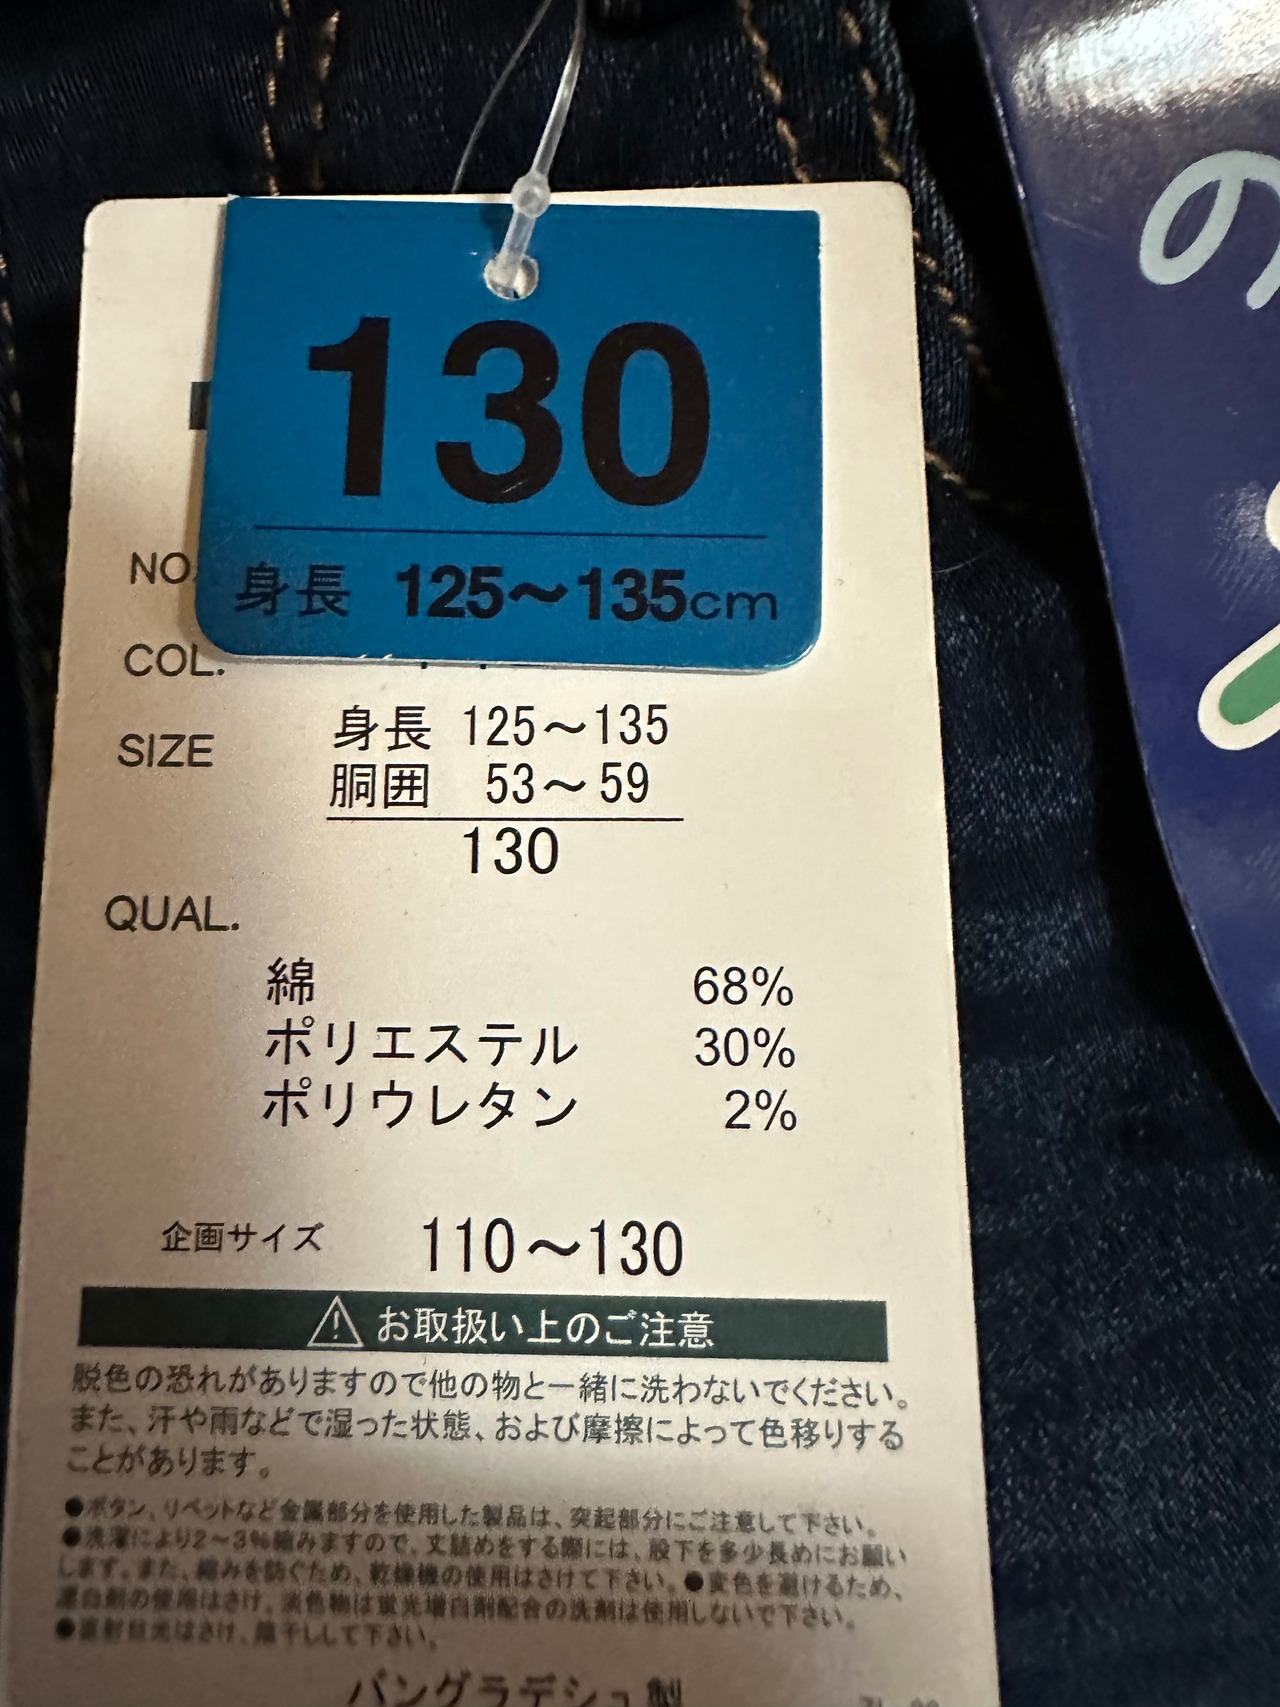 130
身長 125～135cm
NO.
COL.
SIZE
身長 125～135
胴囲 53～59
130
QUAL.
綿 68%
ポリエステル 30%
ポリウレタン 2%
企画サイズ 110～130
お取扱い上のご注意
脱色の恐れがありますので他の物と一緒に洗わないでください。
また、汗や雨などで湿った状態、および摩擦によって色移りする
ことがあります。
●ボタン、リベットなど金属部分を使用した製品は、突起部分にご注意して下さい。
●洗濯により2～3%縮みますので、丈詰めをする際には、股下を多少長めにお願い
します。また、縮みを防ぐため、乾燥機の使用はさけて下さい。●変色を避けるため、
漂白剤の使用はさけ、淡色物は蛍光増白剤配合の洗剤は使用しないで下さい。
●直射日光はさけ、陰干しして下さい。
バングラデシュ製
の